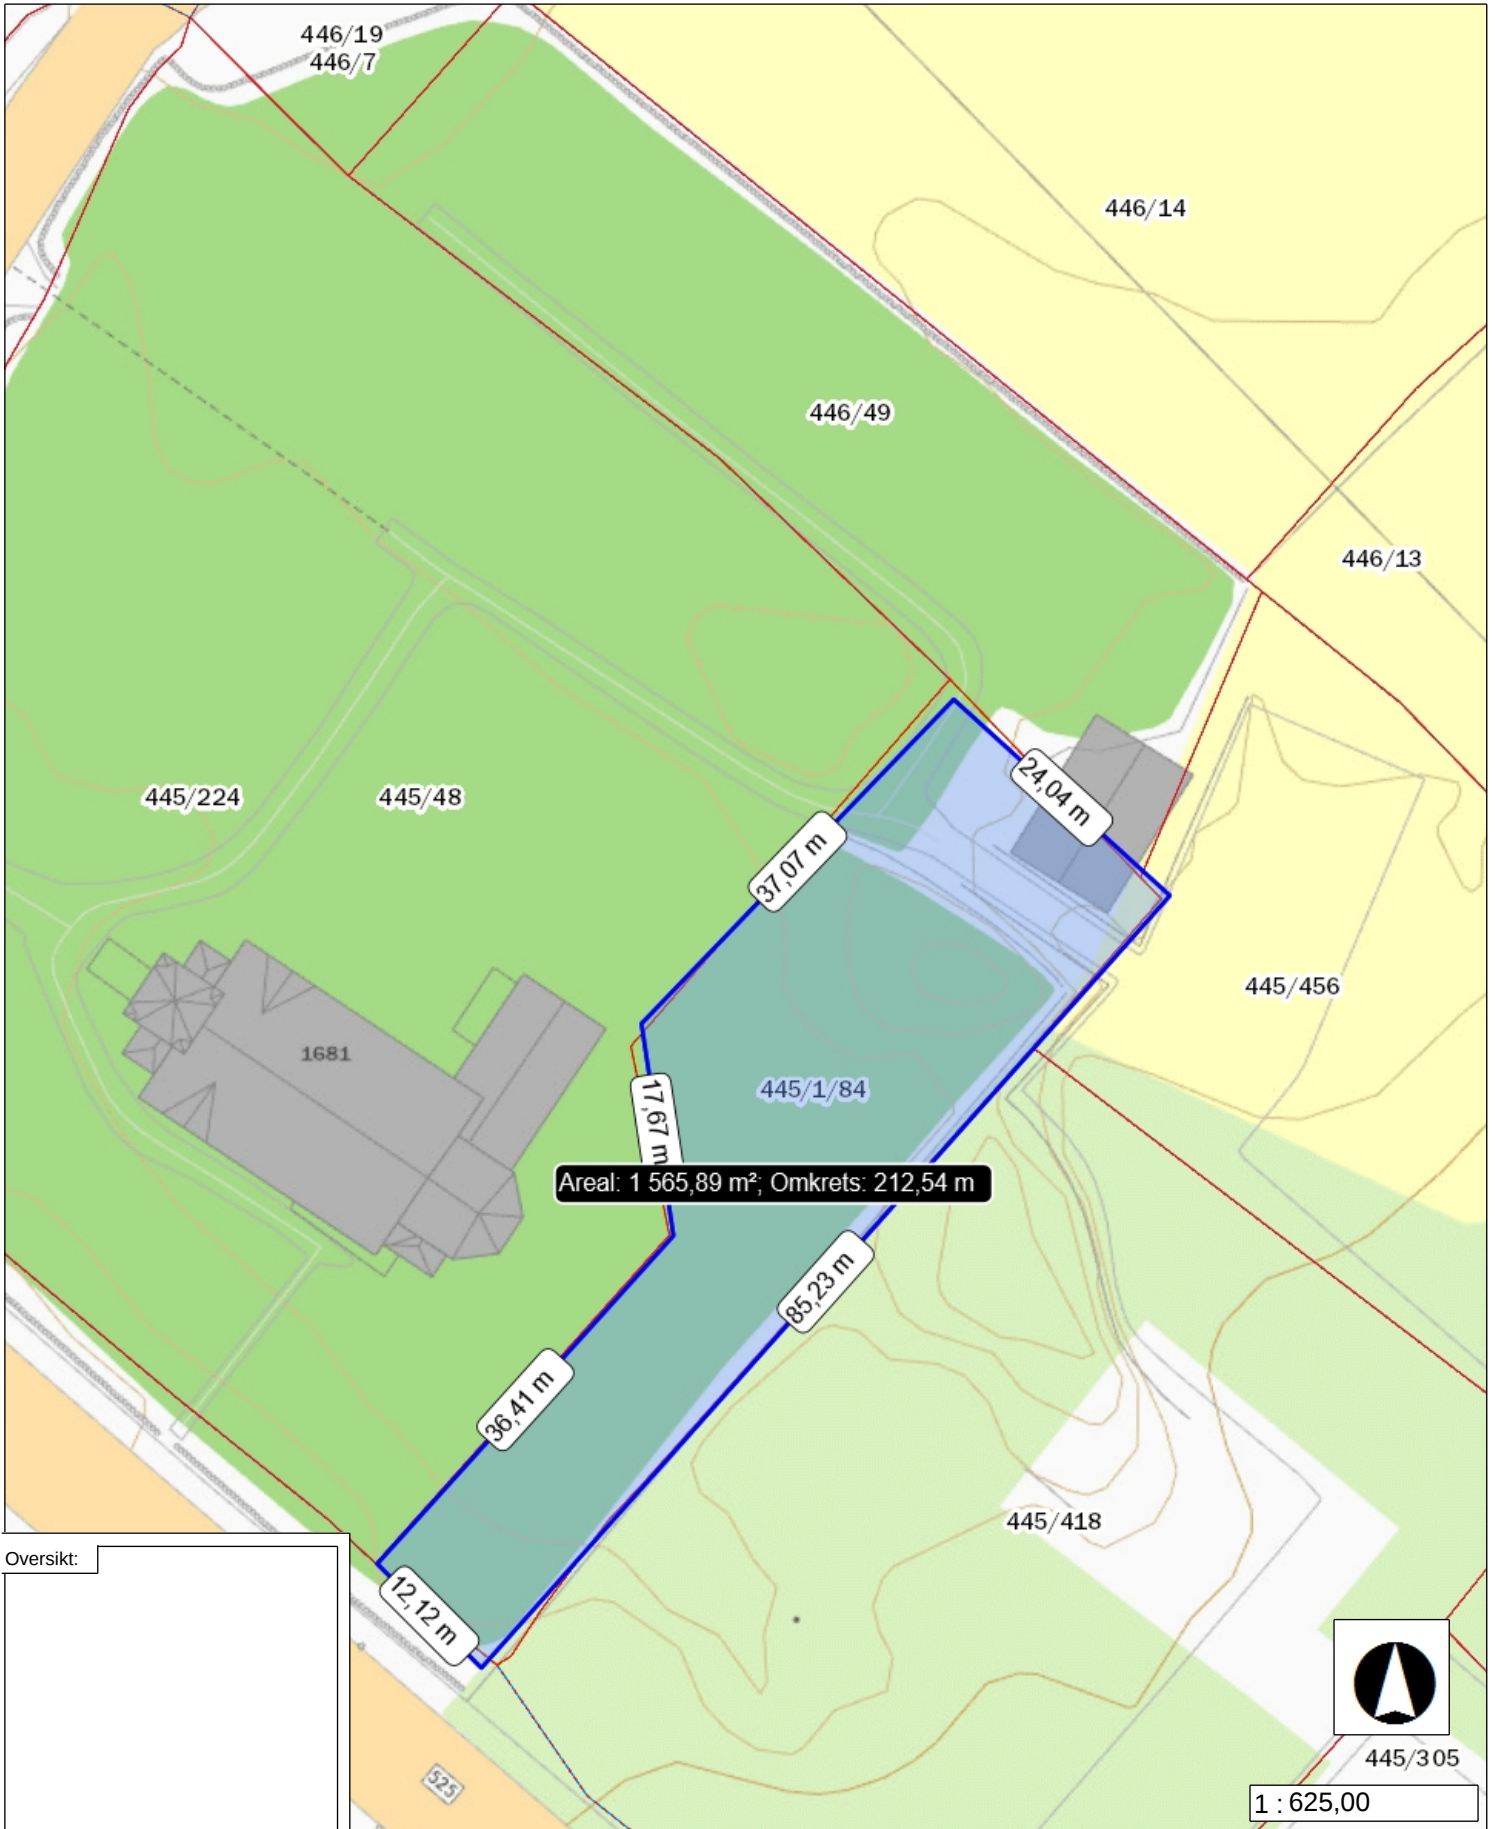 446/19
446/7
446/14
446/49
446/13
24,04 m
445/224
445/48
37,07 m
445/456
1681
445/1/84
17,67 m
Areal: 1 565,89 m²; Omkrets: 212,54 m
85,23 m
36,41 m
445/418
Oversikt:
12,12 m
445/305
525
1 : 625,00